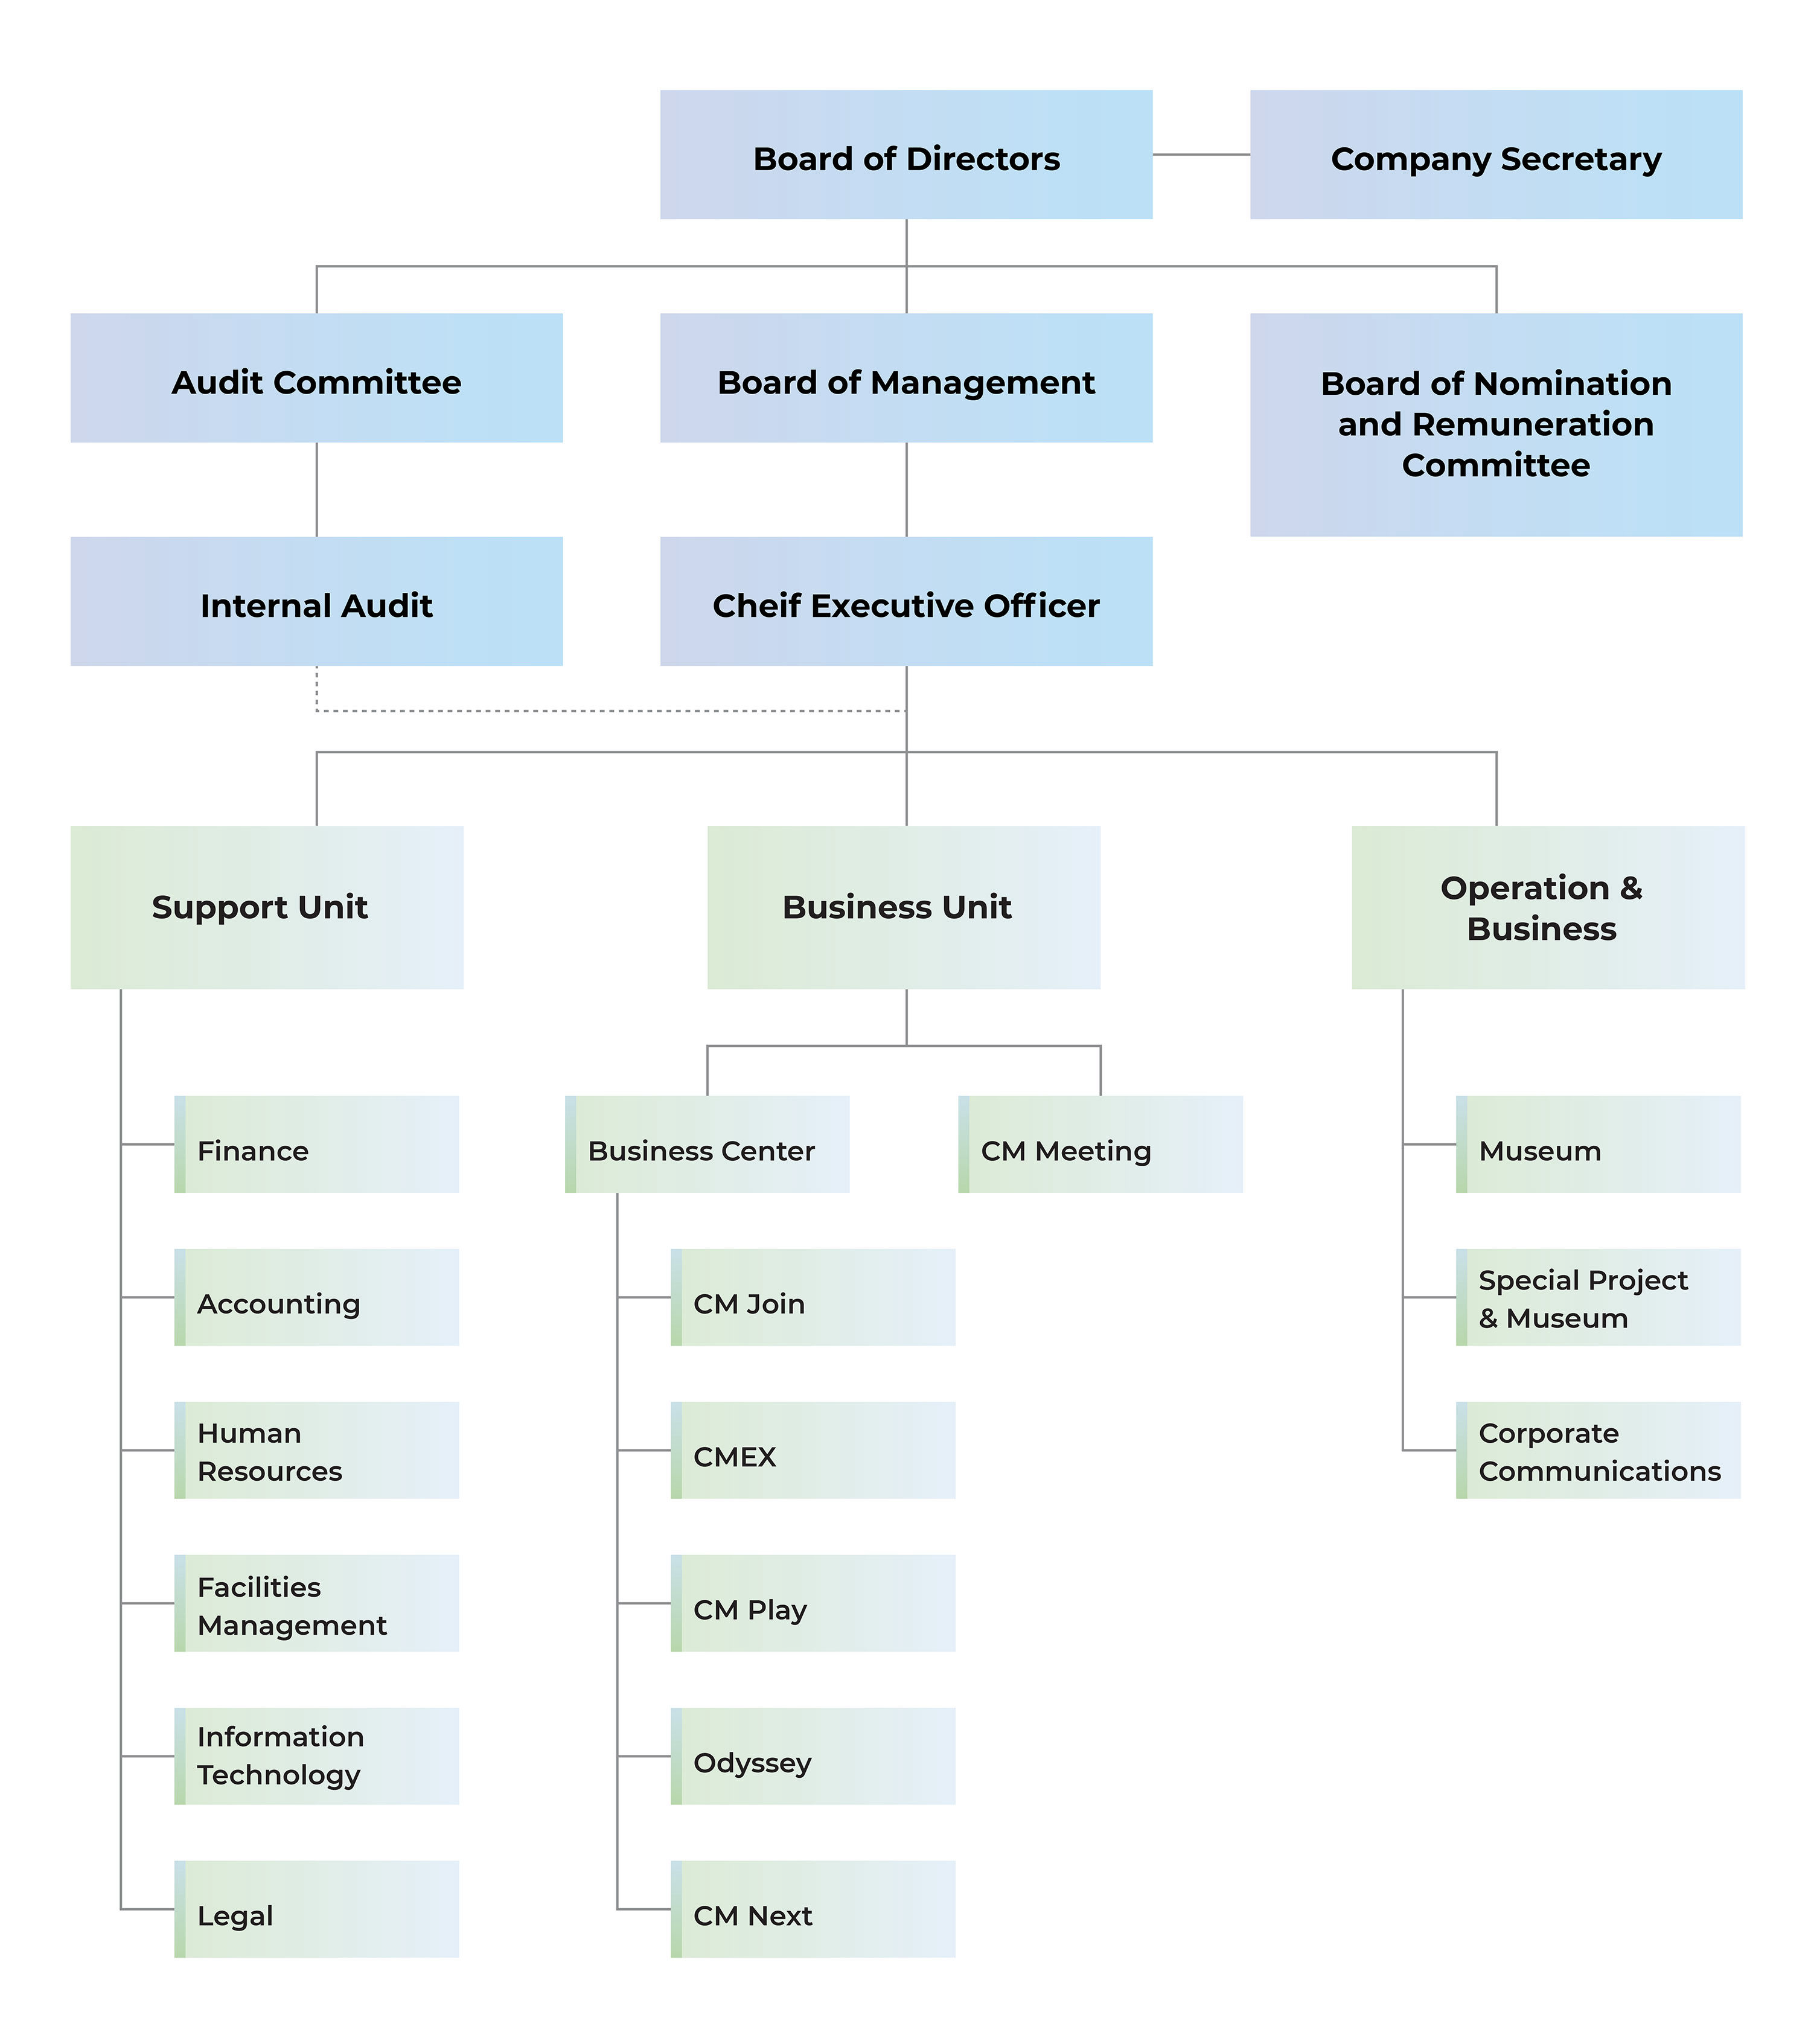 Board of Directors
Company Secretary
Audit Committee
Board of Management
Board of Nomination
and Remuneration
Committee
Internal Audit
Cheif Executive Officer
Support Unit
Business Unit
Operation &
Business
Finance
Accounting
Human
Resources
Facilities
Management
Information
Technology
Legal
Business Center
CM Meeting
CM Join
CMEX
CM Play
Odyssey
CM Next
Museum
Special Project
& Museum
Corporate
Communications